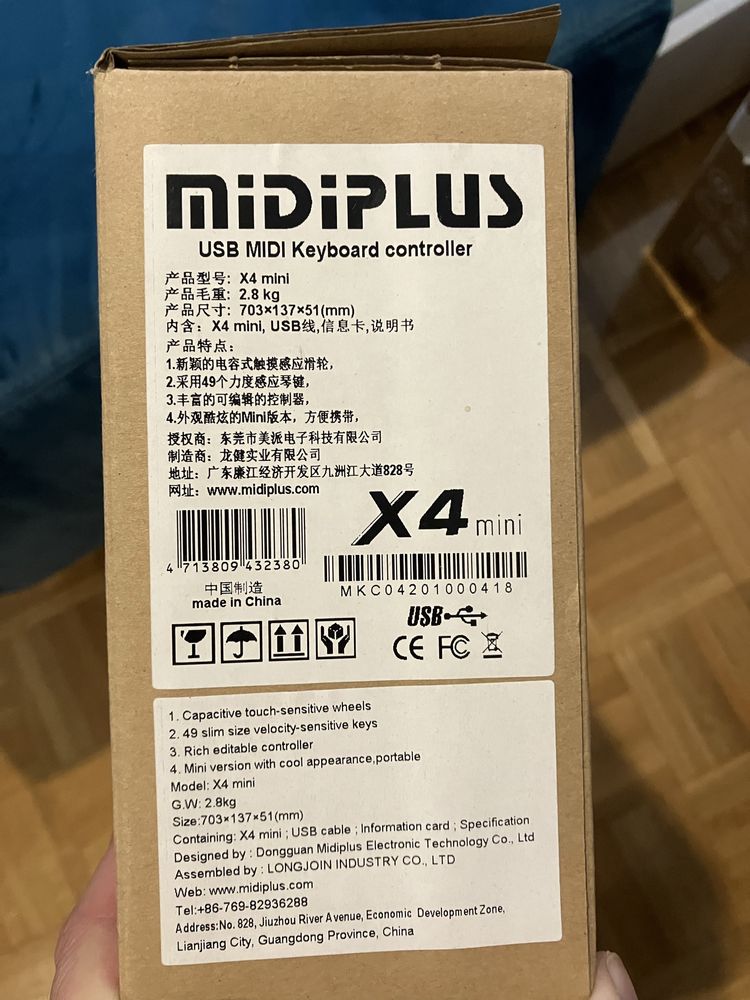 MiDiPLUS
USB MIDI Keyboard controller
产品型号: X4 mini
产品毛重: 2.8 kg
产品尺寸: 703×137×51(mm)
内含: X4 mini, USB线,信息卡,说明书
产品特点:
1.新颖的电容式触摸感应滑轮,
2.采用49个力度感应琴键,
3.丰富的可编辑的控制器,
4.外观酷炫的Mini版本，方便携带,
授权商: 东莞市美派电子科技有限公司
制造商: 龙健实业有限公司
地址: 广东廉江经济开发区九洲江大道828号
网址: www.midiplus.com
X4 mini
4 713809 432380
MKC04201000418
中国制造
made in China
USB
CE FC
1. Capacitive touch-sensitive wheels
2. 49 slim size velocity-sensitive keys
3. Rich editable controller
4. Mini version with cool appearance,portable
Model: X4 mini
G.W: 2.8kg
Size:703×137×51(mm)
Containing: X4 mini ; USB cable ; Information card ; Specification
Designed by : Dongguan Midiplus Electronic Technology Co., Ltd
Assembled by : LONGJOIN INDUSTRY CO., LTD
Web: www.midiplus.com
Tel:+86-769-82936288
Address:No. 828, Jiuzhou River Avenue, Economic Development Zone,
Lianjiang City, Guangdong Province, China